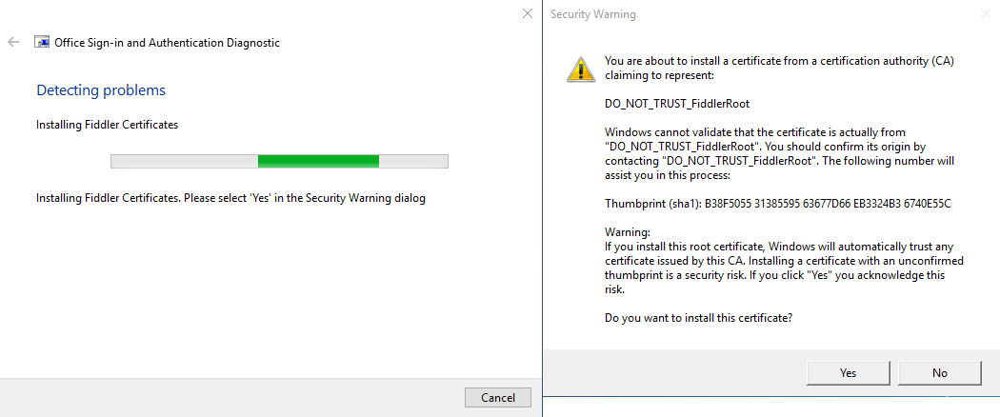 Office Sign-in and Authentication Diagnostic
Detecting problems
Installing Fiddler Certificates
Installing Fiddler Certificates. Please select 'Yes' in the Security Warning dialog
Cancel
Security Warning
You are about to install a certificate from a certification authority (CA)
claiming to represent:
DO_NOT_TRUST_FiddlerRoot
Windows cannot validate that the certificate is actually from
"DO_NOT_TRUST_FiddlerRoot". You should confirm its origin by
contacting "DO_NOT_TRUST_FiddlerRoot". The following number will
assist you in this process:
Thumbprint (sha1): B38F5055 31385595 63677D66 EB3324B3 6740E55C
Warning:
If you install this root certificate, Windows will automatically trust any
certificate issued by this CA. Installing a certificate with an unconfirmed
thumbprint is a security risk. If you click "Yes" you acknowledge this
risk.
Do you want to install this certificate?
Yes
No